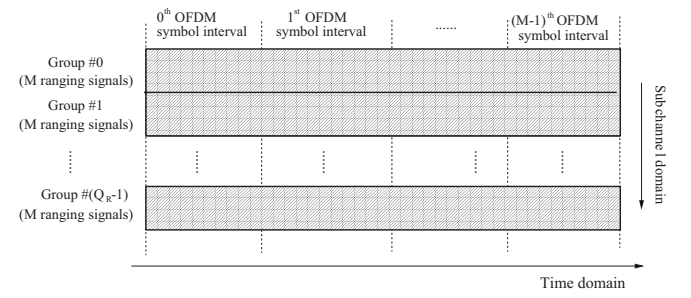 0th OFDM
symbol interval
1st OFDM
symbol interval
......
(M-1)th OFDM
symbol interval
Group #0
(M ranging signals)
Group #1
(M ranging signals)
Group #(QR-1)
(M ranging signals)
Subchannel domain
Time domain